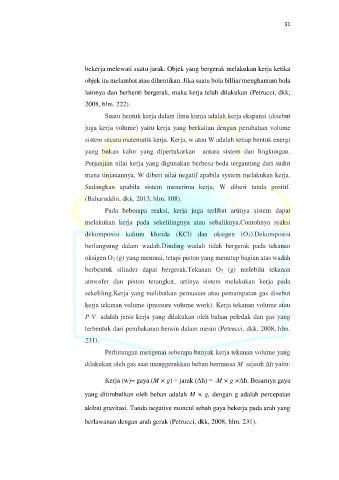 31
bekerja melewati suatu jarak. Objek yang bergerak melakukan kerja ketika
objek itu melambat atau dihentikan. Jika suatu bola billiar menghantam bola
lainnya dan berhenti bergerak, maka kerja telah dilakukan (Petrucci, dkk,
2008, hlm. 222).
Suatu bentuk kerja dalam ilmu kimia adalah kerja ekspansi (disebut
juga kerja volume) yaitu kerja yang berkaitan dengan perubahan volume
sistem secara matematik kerja. Kerja, w atau W adalah setiap bentuk energi
yang bukan kalor yang dipertukarkan antara sistem dan lingkungan.
Perjanjian nilai kerja yang digunakan berbeda-beda tergantung dari sudut
mana tinjauannya, W diberi nilai negatif apabila system melakukan kerja.
Sedangkan apabila sistem menerima kerja, W diberi tanda positif.
(Baharuddin, dkk, 2013, hlm. 108).
Pada beberapa reaksi, kerja juga terlibat artinya sistem dapat
melakukan kerja pada sekelilingnya atau sebaliknya.Contohnya reaksi
dekomposisi kalium klorida (KCl) dan oksigen (O₂).Dekomposisi
berlangsung dalam wadah.Dinding wadah tidak bergerak pada tekanan
oksigen O₂ (g) yang memuai, tetapi piston yang menutup bagian atas wadah
berbentuk silinder dapat bergerak.Tekanan O₂ (g) melebihi tekanan
atmosfer dan piston terangkat, artinya sistem melakukan kerja pada
sekeliling.Kerja yang melibatkan pemuaian atau pemampatan gas disebut
kerja tekanan volume (pressure volume work). Kerja tekanan volume atau
P-V adalah jenis kerja yang dilakukan oleh bahan peledak dan gas yang
terbentuk dari pembakaran bensin dalam mesin (Petrucci, dkk, 2008, hlm.
231).
Perhitungan mengenai seberapa banyak kerja tekanan volume yang
dilakukan oleh gas saat menggerakkan beban bermassa M sejauh Δh yaitu:
Kerja (w)= gaya (M × g) × jarak (Δh) = -M × g ×Δh. Besarnya gaya
yang ditimbulkan oleh beban adalah M × g, dengan g adalah percepatan
akibat gravitasi. Tanda negative muncul sebab gaya bekerja pada arah yang
berlawanan dengan arah gerak (Petrucci, dkk, 2008, hlm. 231).